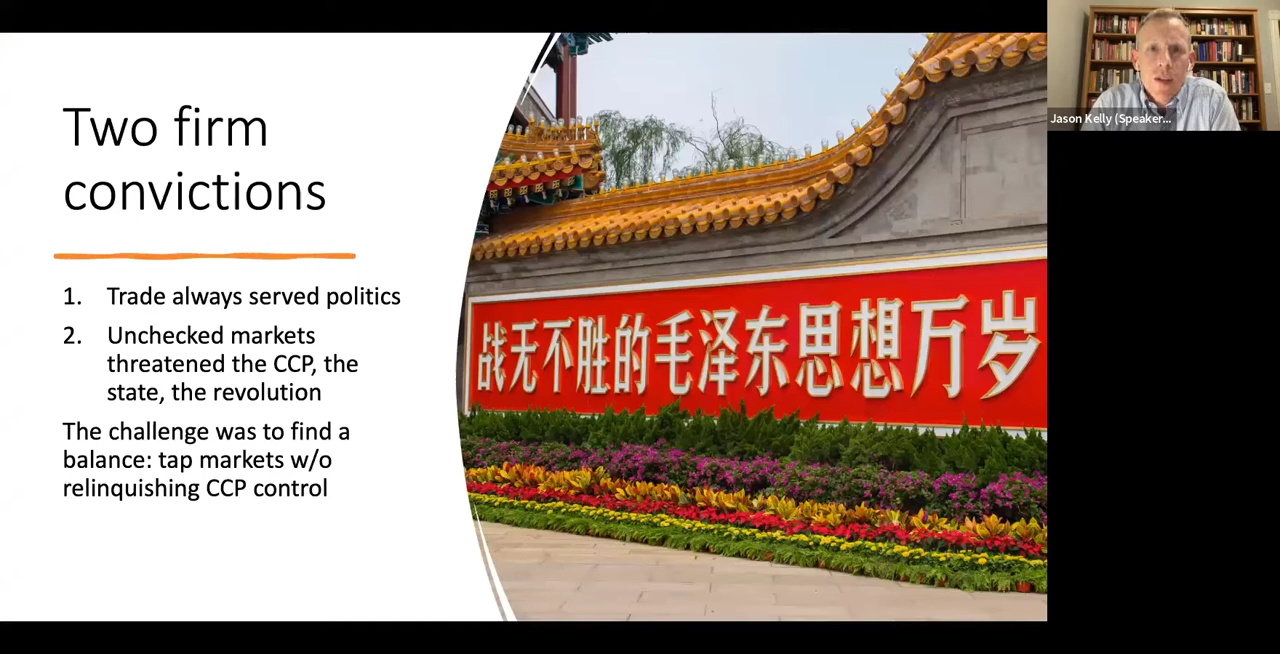 Two firm
convictions
1. Trade always served politics
2. Unchecked markets
threatened the CCP, the
state, the revolution
The challenge was to find a
balance: tap markets w/o
relinquishing CCP control
战无不胜的毛泽东思想万岁
Jason Kelly (Speaker...